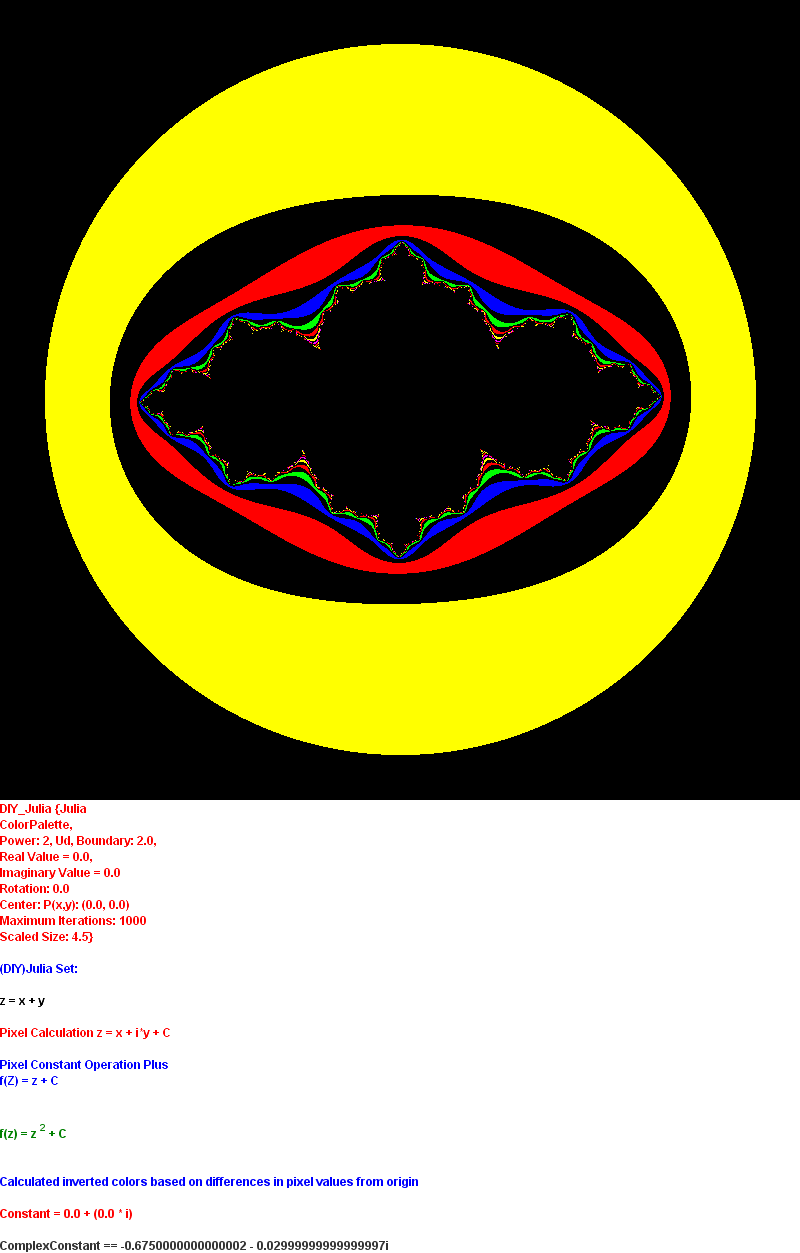 DIY_Julia {Julia
ColorPalette,
Power: 2, Ud, Boundary: 2.0,
Real Value = 0.0,
Imaginary Value = 0.0
Rotation: 0.0
Center: P(x,y): (0.0, 0.0)
Maximum Iterations: 1000
Scaled Size: 4.5}
(DIY)Julia Set:
z = x + y
Pixel Calculation z = x + i*y + C
Pixel Constant Operation Plus
f(Z) = z + C
f(z) = z ² + C
Calculated inverted colors based on differences in pixel values from origin
Constant = 0.0 + (0.0 * i)
ComplexConstant == -0.6750000000000002 - 0.02999999999999997i